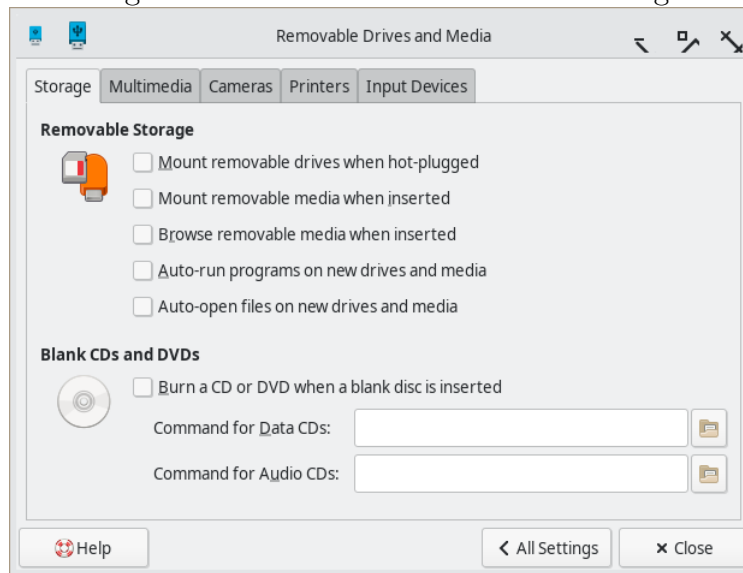 Removable Drives and Media
Storage Multimedia Cameras Printers Input Devices
Removable Storage
Mount removable drives when hot-plugged
Mount removable media when inserted
Browse removable media when inserted
Auto-run programs on new drives and media
Auto-open files on new drives and media
Blank CDs and DVDs
Burn a CD or DVD when a blank disc is inserted
Command for Data CDs:
Command for Audio CDs:
Help All Settings Close